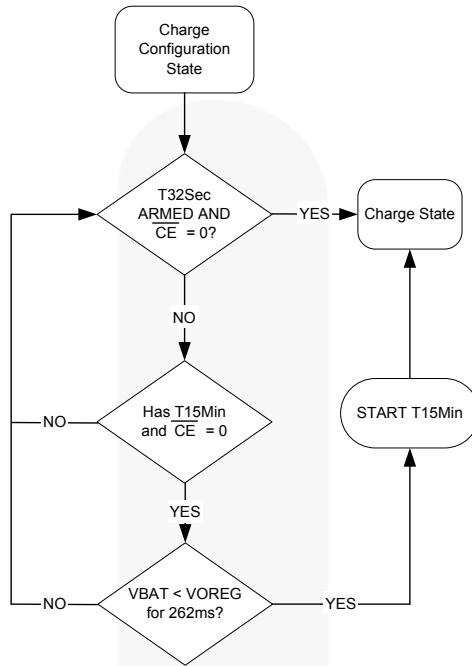 Charge
Configuration
State
T32Sec
ARMED AND
CE = 0?
YES
Charge State
NO
Has T15Min
and CE = 0
NO
START T15Min
YES
VBAT < VOREG
for 262ms?
NO
YES